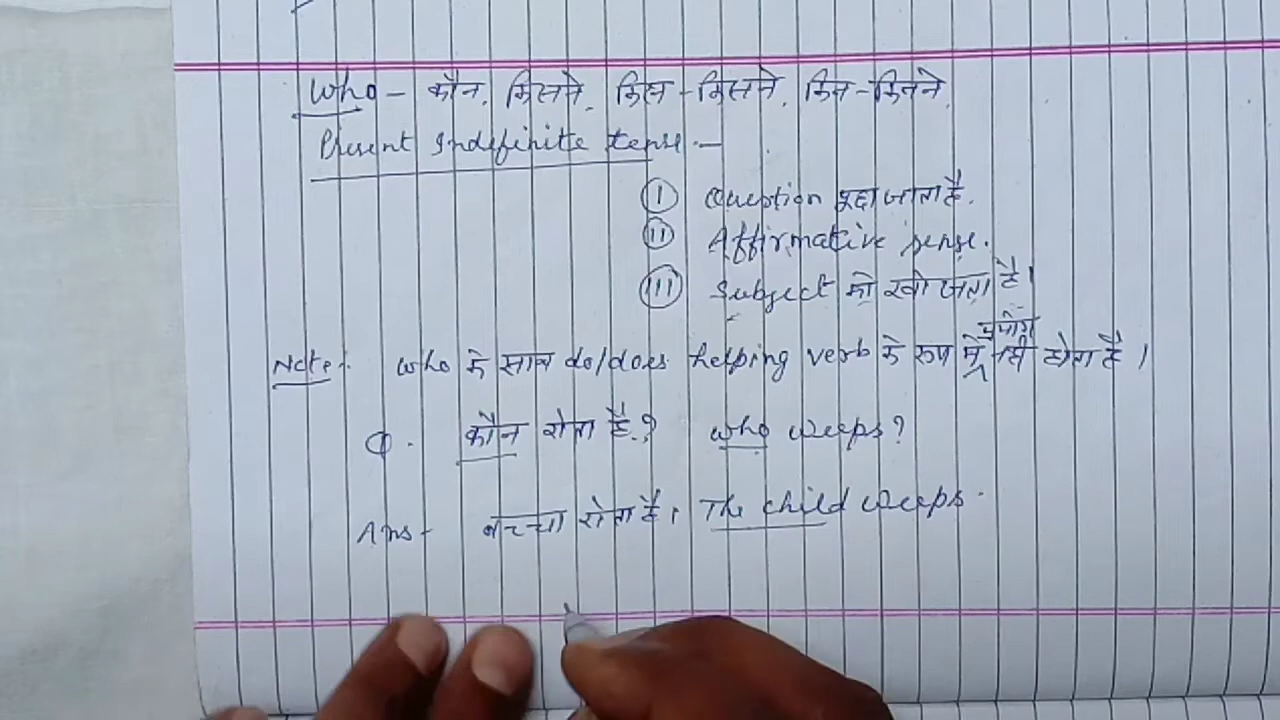 Who - कौन, किसने, किस-किसने, किन-किनने
Present Indefinite tense :-
(I) Question पूछा जाता है.
(II) Affirmative sense.
(III) Subject को खोजता है।
Note :- Who के साथ do/does helping verb के रूप में प्रयोग नहीं होता है।
Q. कौन रोता है? Who weeps?
Ans - बच्चा रोता है। The child weeps.